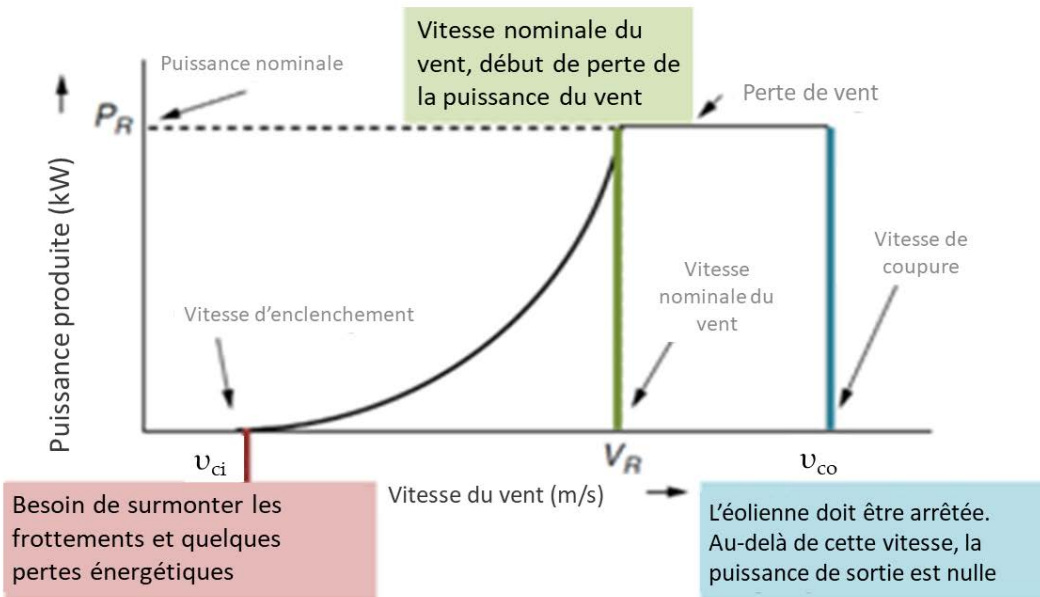 Vitesse nominale du
vent, début de perte de
la puissance du vent
Puissance nominale
Perte de vent
P_R
Puissance produite (kW)
Vitesse de
coupure
Vitesse
nominale du
vent
Vitesse d’enclenchement
υ_ci
V_R
υ_co
Vitesse du vent (m/s)
Besoin de surmonter les
frottements et quelques
pertes énergétiques
L’éolienne doit être arrêtée.
Au-delà de cette vitesse, la
puissance de sortie est nulle